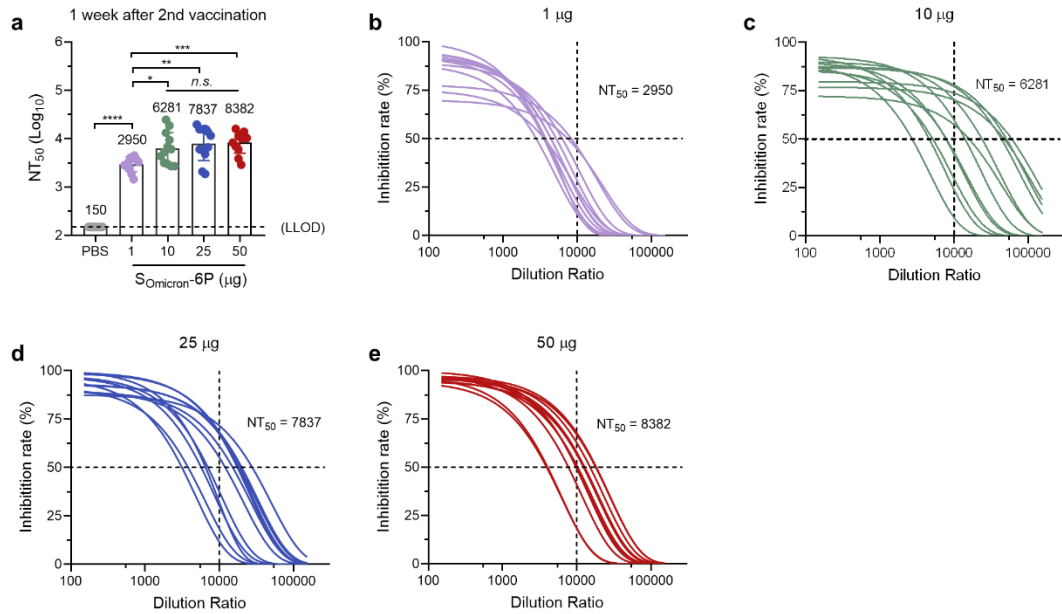 1 week after 2nd vaccination
a
NT50 (Log10)
6
5
4
3
2
****
*
**
***
n.s.
150
2950
6281
7837
8382
(LLOD)
PBS
1
10
25
50
SOmicron-6P (μg)
b
1 μg
Inhibitition rate (%)
100
75
50
25
0
NT50 = 2950
100
1000
10000
100000
Dilution Ratio
c
10 μg
Inhibitition rate (%)
100
75
50
25
0
NT50 = 6281
100
1000
10000
100000
Dilution Ratio
d
25 μg
Inhibitition rate (%)
100
75
50
25
0
NT50 = 7837
100
1000
10000
100000
Dilution Ratio
e
50 μg
Inhibitition rate (%)
100
75
50
25
0
NT50 = 8382
100
1000
10000
100000
Dilution Ratio